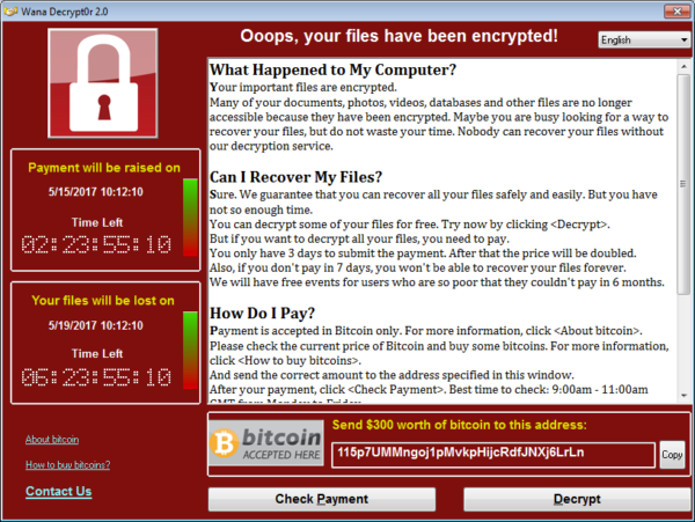 Wana Decrypt0r 2.0
Ooops, your files have been encrypted!
English
What Happened to My Computer?
Your important files are encrypted.
Many of your documents, photos, videos, databases and other files are no longer
accessible because they have been encrypted. Maybe you are busy looking for a way to
recover your files, but do not waste your time. Nobody can recover your files without
our decryption service.
Can I Recover My Files?
Sure. We guarantee that you can recover all your files safely and easily. But you have
not so enough time.
You can decrypt some of your files for free. Try now by clicking <Decrypt>.
But if you want to decrypt all your files, you need to pay.
You only have 3 days to submit the payment. After that the price will be doubled.
Also, if you don't pay in 7 days, you won't be able to recover your files forever.
We will have free events for users who are so poor that they couldn't pay in 6 months.
How Do I Pay?
Payment is accepted in Bitcoin only. For more information, click <About bitcoin>.
Please check the current price of Bitcoin and buy some bitcoins. For more information,
click <How to buy bitcoins>.
And send the correct amount to the address specified in this window.
After your payment, click <Check Payment>. Best time to check: 9:00am - 11:00am
GMT from Monday to Friday.
Payment will be raised on
5/15/2017 10:12:10
Time Left
02:23:55:10
Your files will be lost on
5/19/2017 10:12:10
Time Left
06:23:55:10
About bitcoin
How to buy bitcoins?
Contact Us
bitcoin
ACCEPTED HERE
Send $300 worth of bitcoin to this address:
115p7UMMngoj1pMvkpHijcRdfJNXj6LrLn
Copy
Check Payment
Decrypt